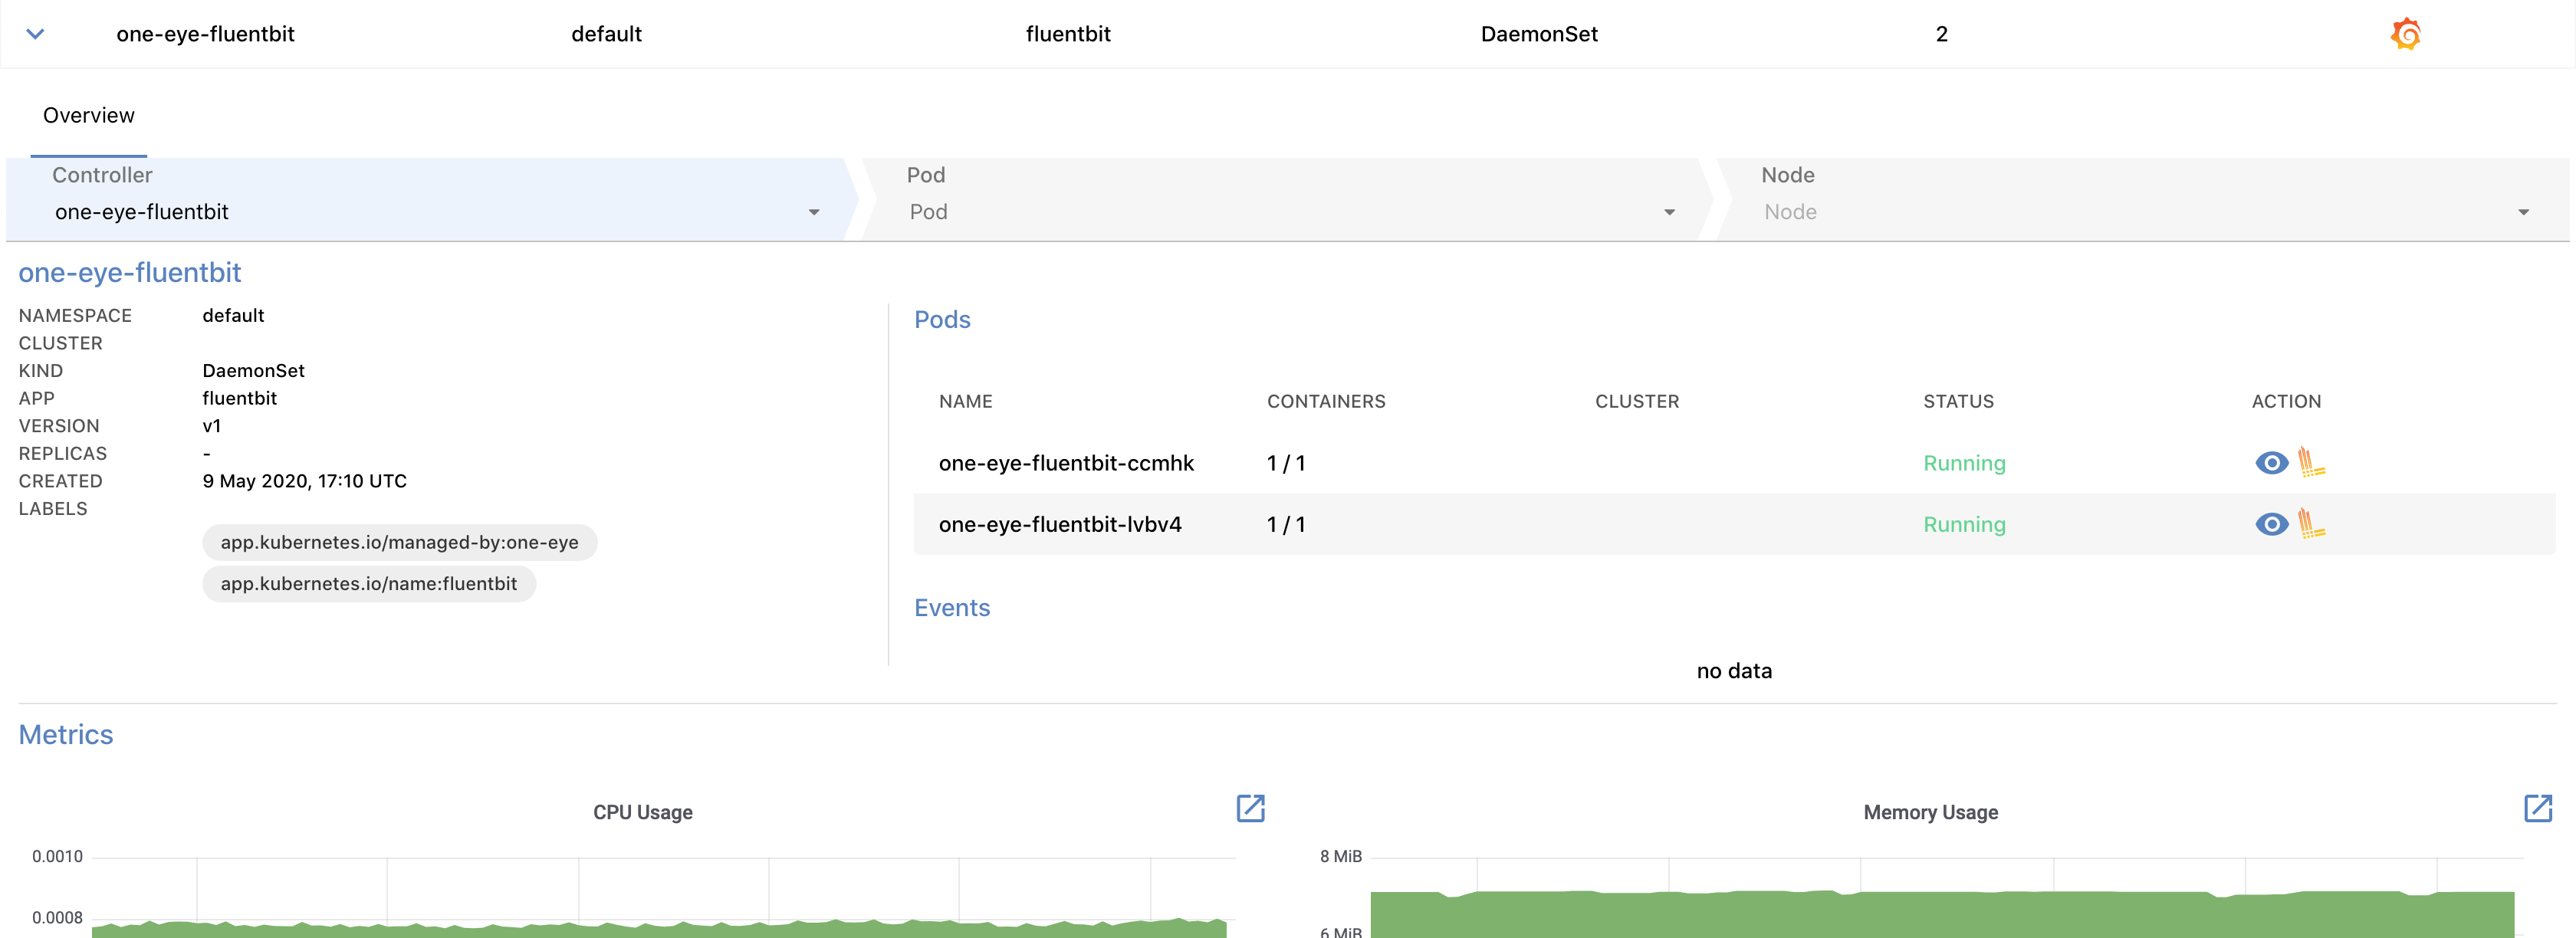 one-eye-fluentbit default fluentbit DaemonSet 2
Overview
Controller Pod Node
one-eye-fluentbit Pod Node
one-eye-fluentbit
NAMESPACE default
CLUSTER
KIND DaemonSet
APP fluentbit
VERSION v1
REPLICAS -
CREATED 9 May 2020, 17:10 UTC
LABELS
app.kubernetes.io/managed-by:one-eye
app.kubernetes.io/name:fluentbit
Pods
NAME CONTAINERS CLUSTER STATUS ACTION
one-eye-fluentbit-ccmhk 1 / 1 Running
one-eye-fluentbit-lvbv4 1 / 1 Running
Events
no data
Metrics
CPU Usage
0.0010
0.0008
Memory Usage
8 MiB
6 MiB